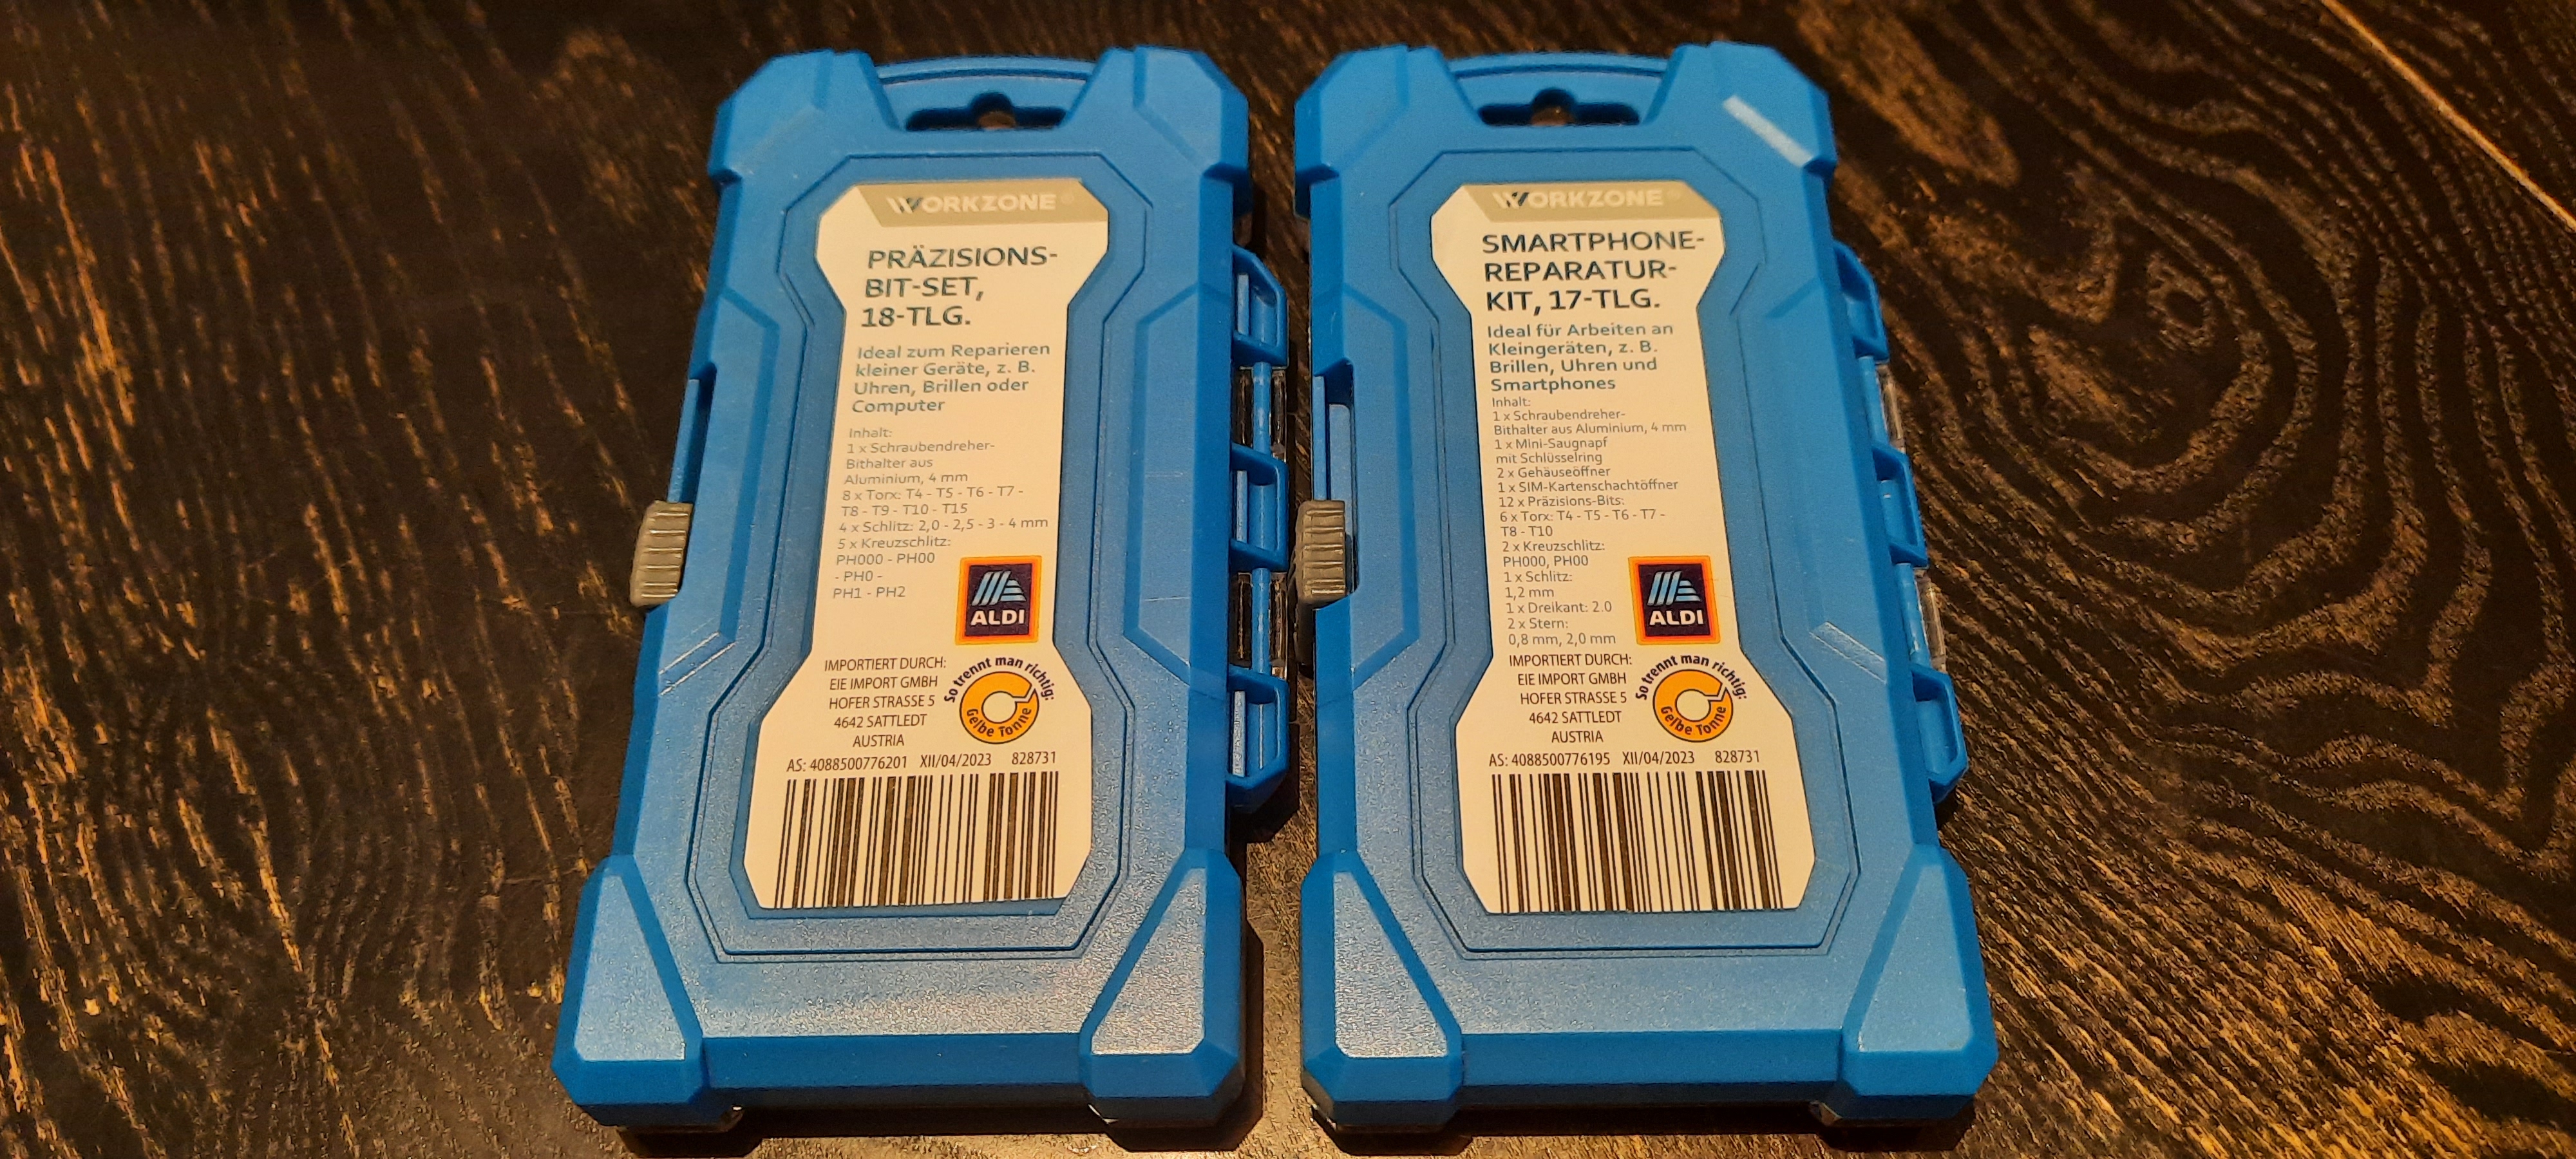 WORKZONE®
PRÄZISIONS-
BIT-SET,
18-TLG.
Ideal zum Reparieren
kleiner Geräte, z. B.
Uhren, Brillen oder
Computer
Inhalt:
1 x Schraubendreher-
Bithalter aus
Aluminium, 4 mm
8 x Torx: T4 - T5 - T6 - T7 -
T8 - T9 - T10 - T15
4 x Schlitz: 2,0 - 2,5 - 3 - 4 mm
5 x Kreuzschlitz:
PH000 - PH00
- PH0 -
PH1 - PH2
ALDI
IMPORTIERT DURCH:
EIE IMPORT GMBH
HOFER STRASSE 5
4642 SATTLEDT
AUSTRIA
So trennt man richtig:
Gelbe Tonne
AS: 4088500776201 XII/04/2023 828731
WORKZONE®
SMARTPHONE-
REPARATUR-
KIT, 17-TLG.
Ideal für Arbeiten an
Kleingeräten, z. B.
Brillen, Uhren und
Smartphones
Inhalt:
1 x Schraubendreher-
Bithalter aus Aluminium, 4 mm
1 x Mini-Saugnapf
mit Schlüsselring
2 x Gehäuseöffner
1 x SIM-Kartenschachtöffner
12 x Präzisions-Bits:
6 x Torx: T4 - T5 - T6 - T7 -
T8 - T10
2 x Kreuzschlitz:
PH000, PH00
1 x Schlitz:
1,2 mm
1 x Dreikant: 2.0
2 x Stern:
0,8 mm, 2,0 mm
ALDI
IMPORTIERT DURCH:
EIE IMPORT GMBH
HOFER STRASSE 5
4642 SATTLEDT
AUSTRIA
So trennt man richtig:
Gelbe Tonne
AS: 4088500776195 XII/04/2023 828731